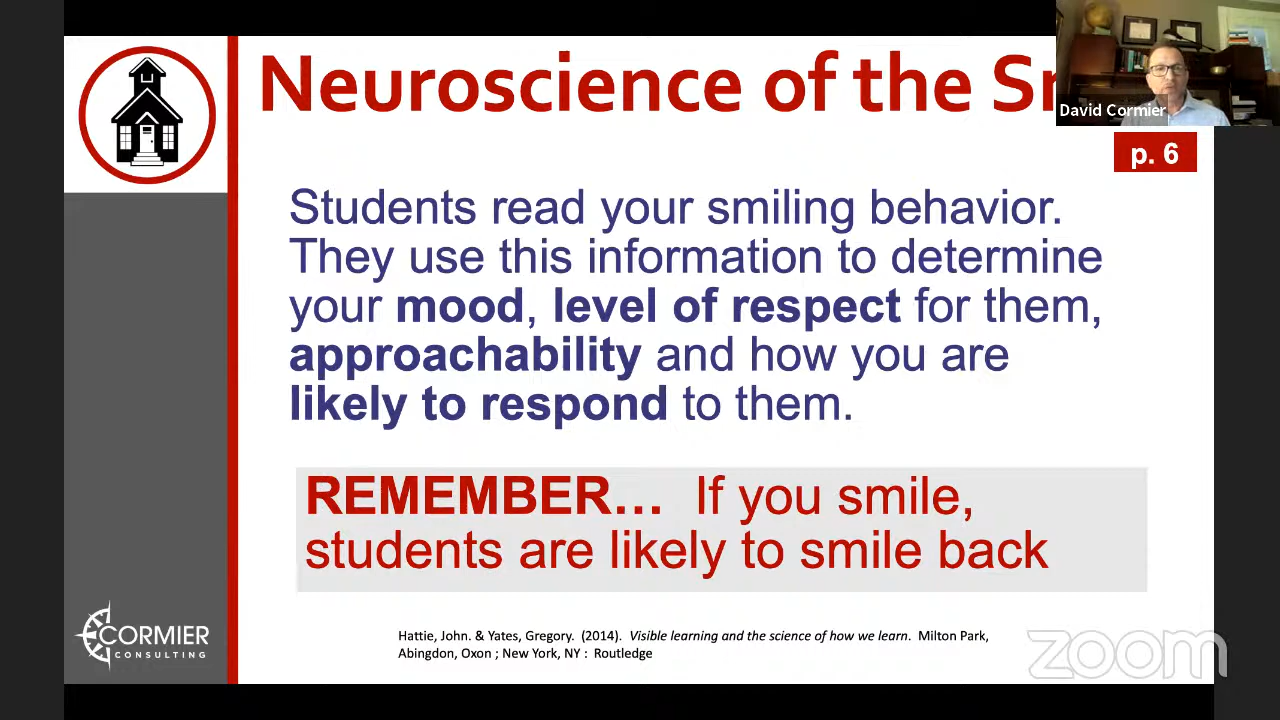 Neuroscience of the
David Cormier
p. 6
Students read your smiling behavior.
They use this information to determine
your mood, level of respect for them,
approachability and how you are
likely to respond to them.
REMEMBER... If you smile,
students are likely to smile back
CORMIER
CONSULTING
Hattie, John. & Yates, Gregory. (2014). Visible learning and the science of how we learn. Milton Park,
Abingdon, Oxon ; New York, NY : Routledge
zoom